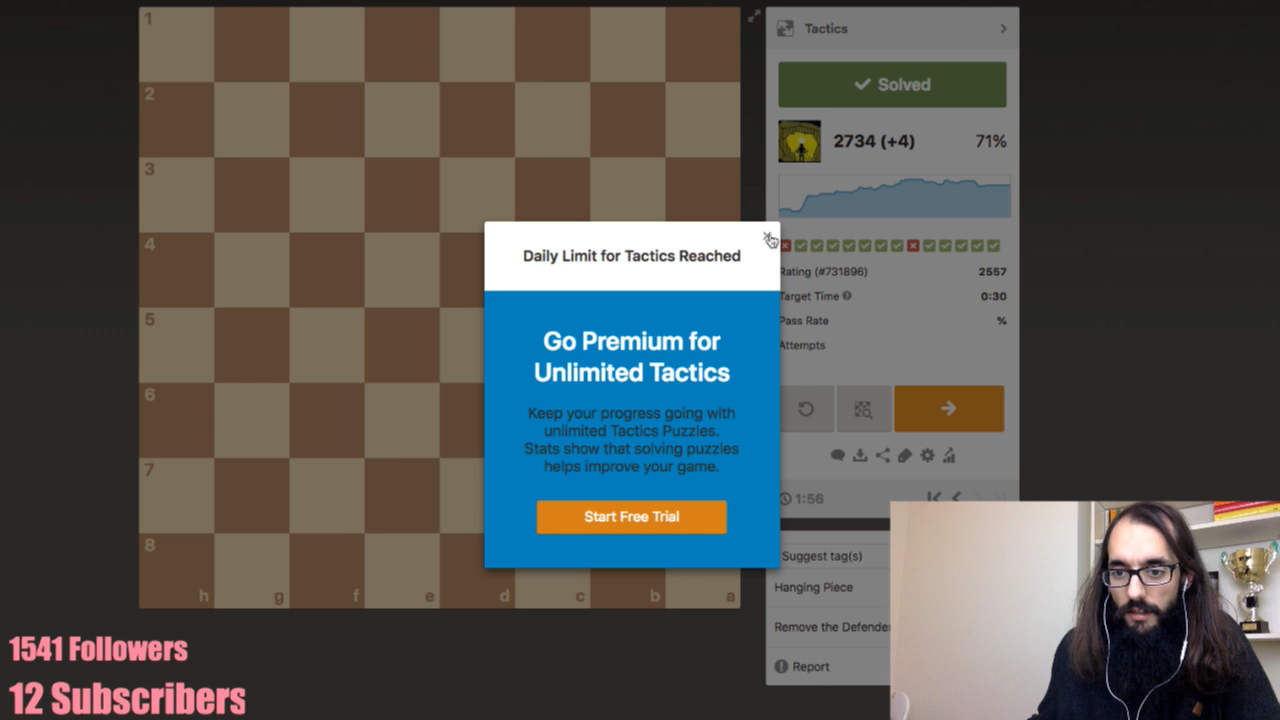 1
2
3
4
5
6
7
8
h g f e d c b a
Tactics
Solved
2734 (+4) 71%
Daily Limit for Tactics Reached
Go Premium for
Unlimited Tactics
Keep your progress going with
unlimited Tactics Puzzles.
Stats show that solving puzzles
helps improve your game.
Start Free Trial
Rating (#731896) 2557
Target Time 0:30
Pass Rate %
Attempts
1:56
Suggest tag(s)
Hanging Piece
Remove the Defender
Report
1541 Followers
12 Subscribers